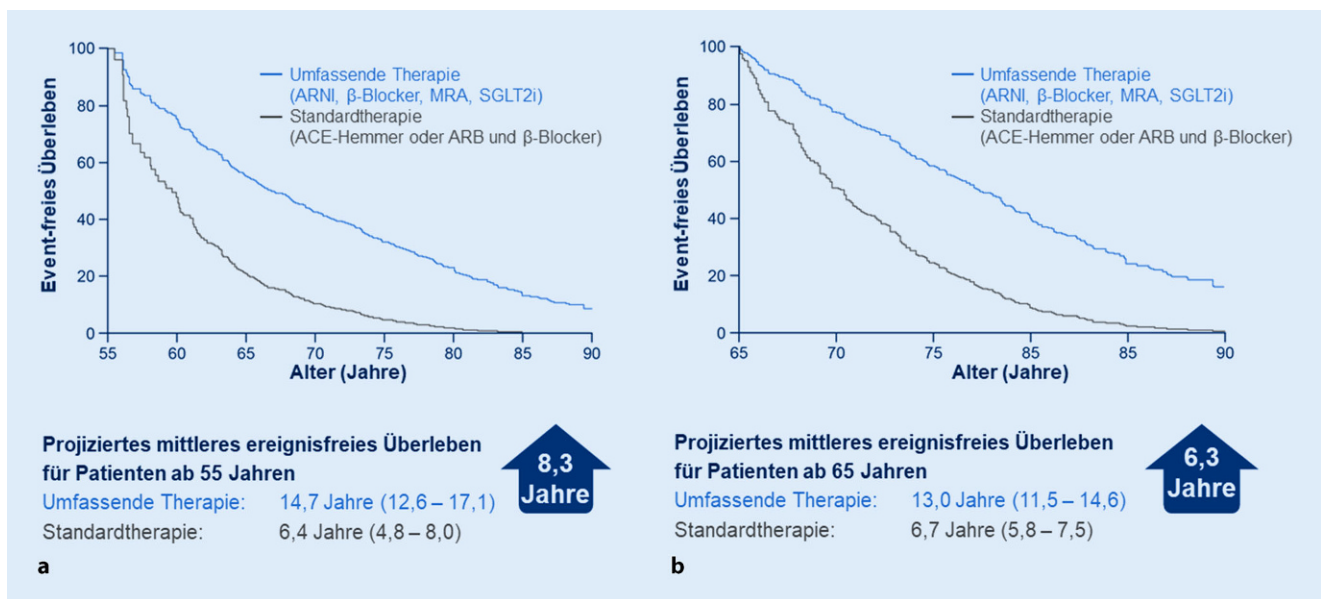 100
80
60
40
20
0
Event-freies Überleben
Umfassende Therapie
(ARNI, β-Blocker, MRA, SGLT2i)
Standardtherapie
(ACE-Hemmer oder ARB und β-Blocker)
55 60 65 70 75 80 85 90
Alter (Jahre)
Projiziertes mittleres ereignisfreies Überleben
für Patienten ab 55 Jahren
Umfassende Therapie: 14,7 Jahre (12,6 – 17,1)
Standardtherapie: 6,4 Jahre (4,8 – 8,0)
8,3
Jahre
a
100
80
60
40
20
0
Event-freies Überleben
Umfassende Therapie
(ARNI, β-Blocker, MRA, SGLT2i)
Standardtherapie
(ACE-Hemmer oder ARB und β-Blocker)
65 70 75 85 85 90
Alter (Jahre)
Projiziertes mittleres ereignisfreies Überleben
für Patienten ab 65 Jahren
Umfassende Therapie: 13,0 Jahre (11,5 – 14,6)
Standardtherapie: 6,7 Jahre (5,8 – 7,5)
6,3
Jahre
b